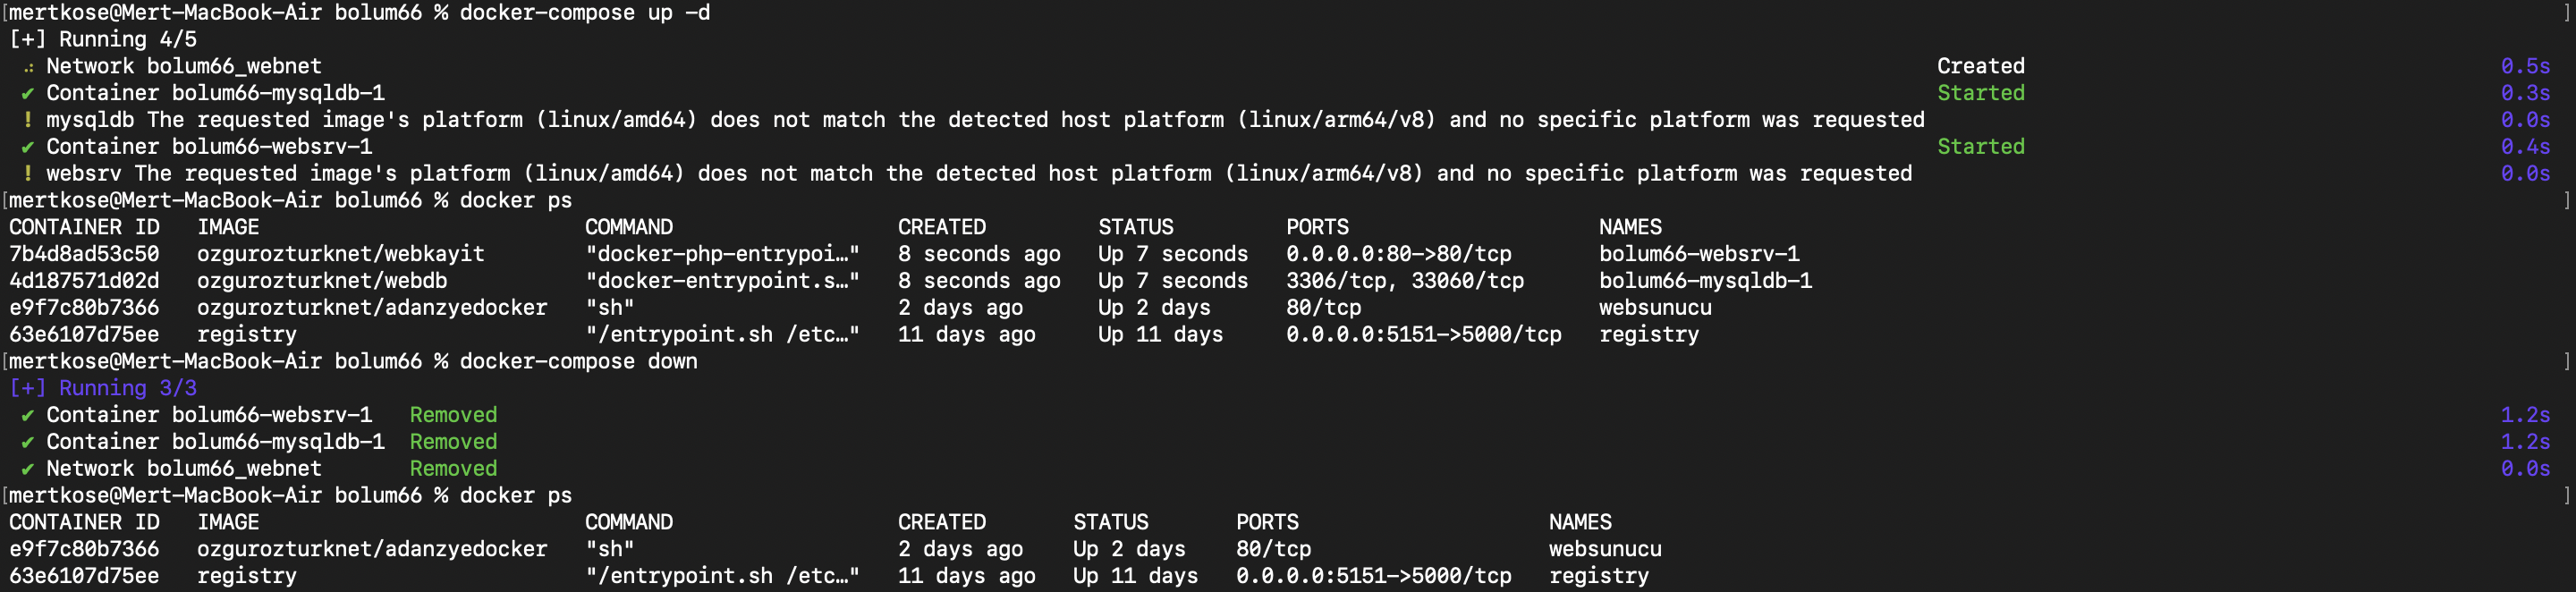 [mertkose@Mert-MacBook-Air bolum66 % docker-compose up -d ]
[+] Running 4/5
⠴ Network bolum66_webnet Created 0.5s
✔ Container bolum66-mysqldb-1 Started 0.3s
! mysqldb The requested image's platform (linux/amd64) does not match the detected host platform (linux/arm64/v8) and no specific platform was requested 0.0s
✔ Container bolum66-websrv-1 Started 0.4s
! websrv The requested image's platform (linux/amd64) does not match the detected host platform (linux/arm64/v8) and no specific platform was requested 0.0s
[mertkose@Mert-MacBook-Air bolum66 % docker ps ]
CONTAINER ID IMAGE COMMAND CREATED STATUS PORTS NAMES
7b4d8ad53c50 ozgurozturknet/webkayit "docker-php-entrypoi…" 8 seconds ago Up 7 seconds 0.0.0.0:80->80/tcp bolum66-websrv-1
4d187571d02d ozgurozturknet/webdb "docker-entrypoint.s…" 8 seconds ago Up 7 seconds 3306/tcp, 33060/tcp bolum66-mysqldb-1
e9f7c80b7366 ozgurozturknet/adanzyedocker "sh" 2 days ago Up 2 days 80/tcp websunucu
63e6107d75ee registry "/entrypoint.sh /etc…" 11 days ago Up 11 days 0.0.0.0:5151->5000/tcp registry
[mertkose@Mert-MacBook-Air bolum66 % docker-compose down ]
[+] Running 3/3
✔ Container bolum66-websrv-1 Removed 1.2s
✔ Container bolum66-mysqldb-1 Removed 1.2s
✔ Network bolum66_webnet Removed 0.0s
[mertkose@Mert-MacBook-Air bolum66 % docker ps ]
CONTAINER ID IMAGE COMMAND CREATED STATUS PORTS NAMES
e9f7c80b7366 ozgurozturknet/adanzyedocker "sh" 2 days ago Up 2 days 80/tcp websunucu
63e6107d75ee registry "/entrypoint.sh /etc…" 11 days ago Up 11 days 0.0.0.0:5151->5000/tcp registry